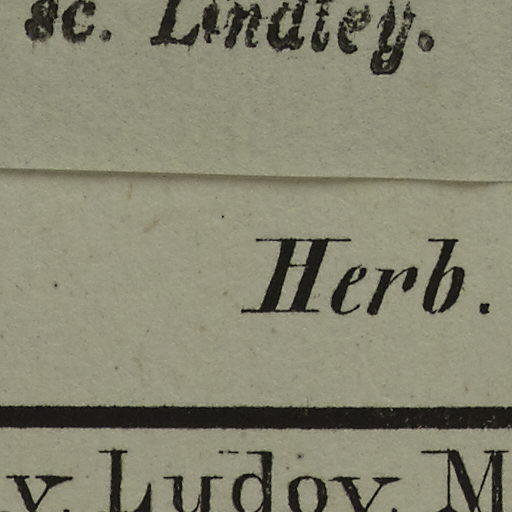 sc. Lindley.
Herb.
v. Ludov. M